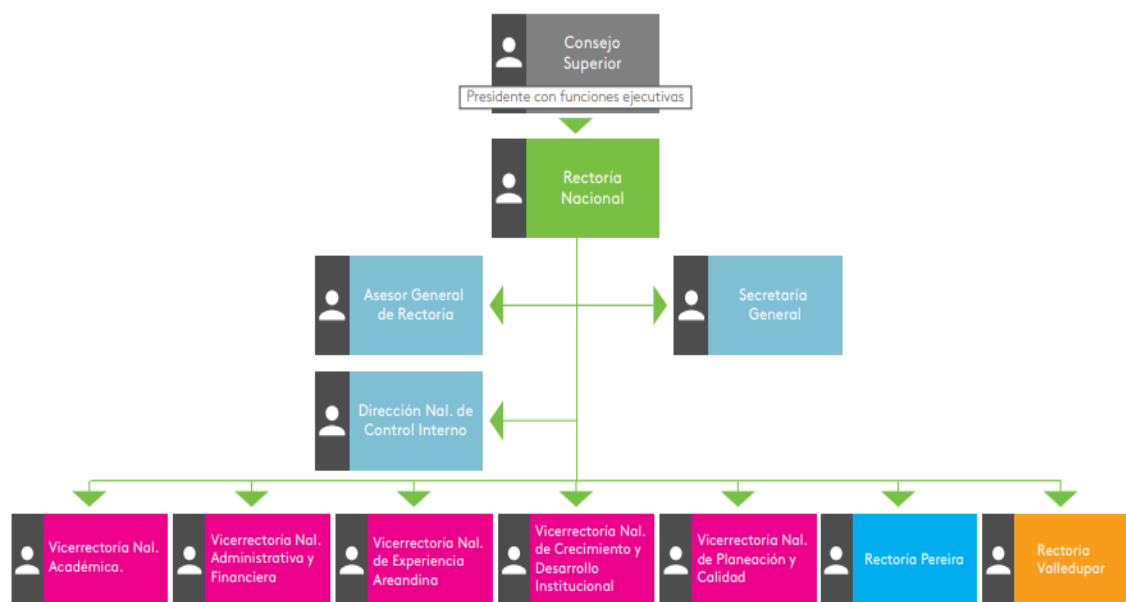 Consejo
Superior
Presidente con funciones ejecutivas
Rectoría
Nacional
Asesor General
de Rectoria
Secretaría
General
Dirección Nal. de
Control Interno
Vicerrectoría Nal.
Académica.
Vicerrectoría Nal.
Administrativa y
Financiera
Vicerrectoría Nal.
de Experiencia
Areandina
Vicerrectoría Nal.
de Crecimiento y
Desarrollo
Institucional
Vicerrectoría Nal.
de Planeación y
Calidad
Rectoría Pereira
Rectoría
Valledupar